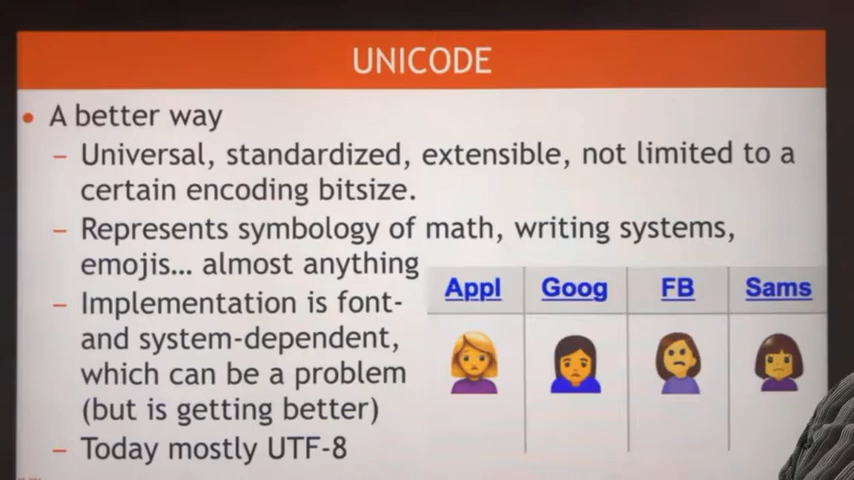 UNICODE
• A better way
– Universal, standardized, extensible, not limited to a
certain encoding bitsize.
– Represents symbology of math, writing systems,
emojis... almost anything
– Implementation is font-
and system-dependent,
which can be a problem
(but is getting better)
– Today mostly UTF-8
Appl Goog FB Sams